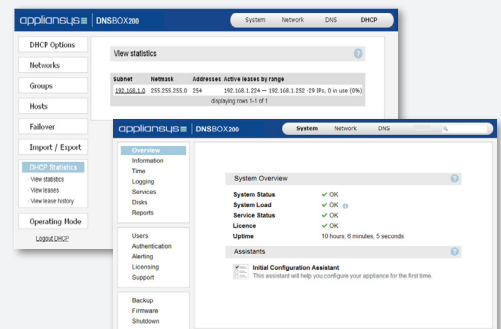 appliansys DNSBOX200
System Network DNS DHCP
DHCP Options
Networks
Groups
Hosts
Failover
Import / Export
DHCP Statistics
View statistics
View leases
View lease history
Operating Mode
Logout DHCP
View statistics
Subnet Netmask Addresses Active leases by range
192.168.1.0 255.255.255.0 254 192.168.1.224 — 192.168.1.252 -29 IPs, 0 in use (0%)
displaying rows 1-1 of 1
appliansys DNSBOX200
System Network DNS
Overview
Information
Time
Logging
Services
Disks
Reports
Users
Authentication
Alerting
Licensing
Support
Backup
Firmware
Shutdown
System Overview
System Status OK
System Load OK
Service Status OK
Licence OK
Uptime 10 hours, 6 minutes, 5 seconds
Assistants
Initial Configuration Assistant
This assistant will help you configure your appliance for the first time.